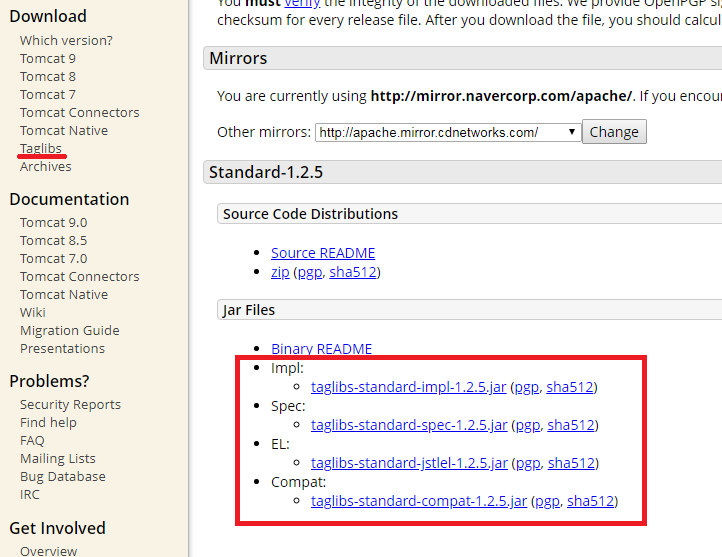 Download
Which version?
Tomcat 9
Tomcat 8
Tomcat 7
Tomcat Connectors
Tomcat Native
Taglibs
Archives
Documentation
Tomcat 9.0
Tomcat 8.5
Tomcat 7.0
Tomcat Connectors
Tomcat Native
Wiki
Migration Guide
Presentations
Problems?
Security Reports
Find help
FAQ
Mailing Lists
Bug Database
IRC
Get Involved
Overview
You must verify the integrity of the downloaded files. We provide OpenPGP
checksum for every release file. After you download the file, you should
Mirrors
You are currently using http://mirror.navercorp.com/apache/. If you
Other mirrors: http://apache.mirror.cdnetworks.com/ Change
Standard-1.2.5
Source Code Distributions
Source README
zip (pgp, sha512)
Jar Files
Binary README
Impl:
taglibs-standard-impl-1.2.5.jar (pgp, sha512)
Spec:
taglibs-standard-spec-1.2.5.jar (pgp, sha512)
EL:
taglibs-standard-jstlel-1.2.5.jar (pgp, sha512)
Compat:
taglibs-standard-compat-1.2.5.jar (pgp, sha512)